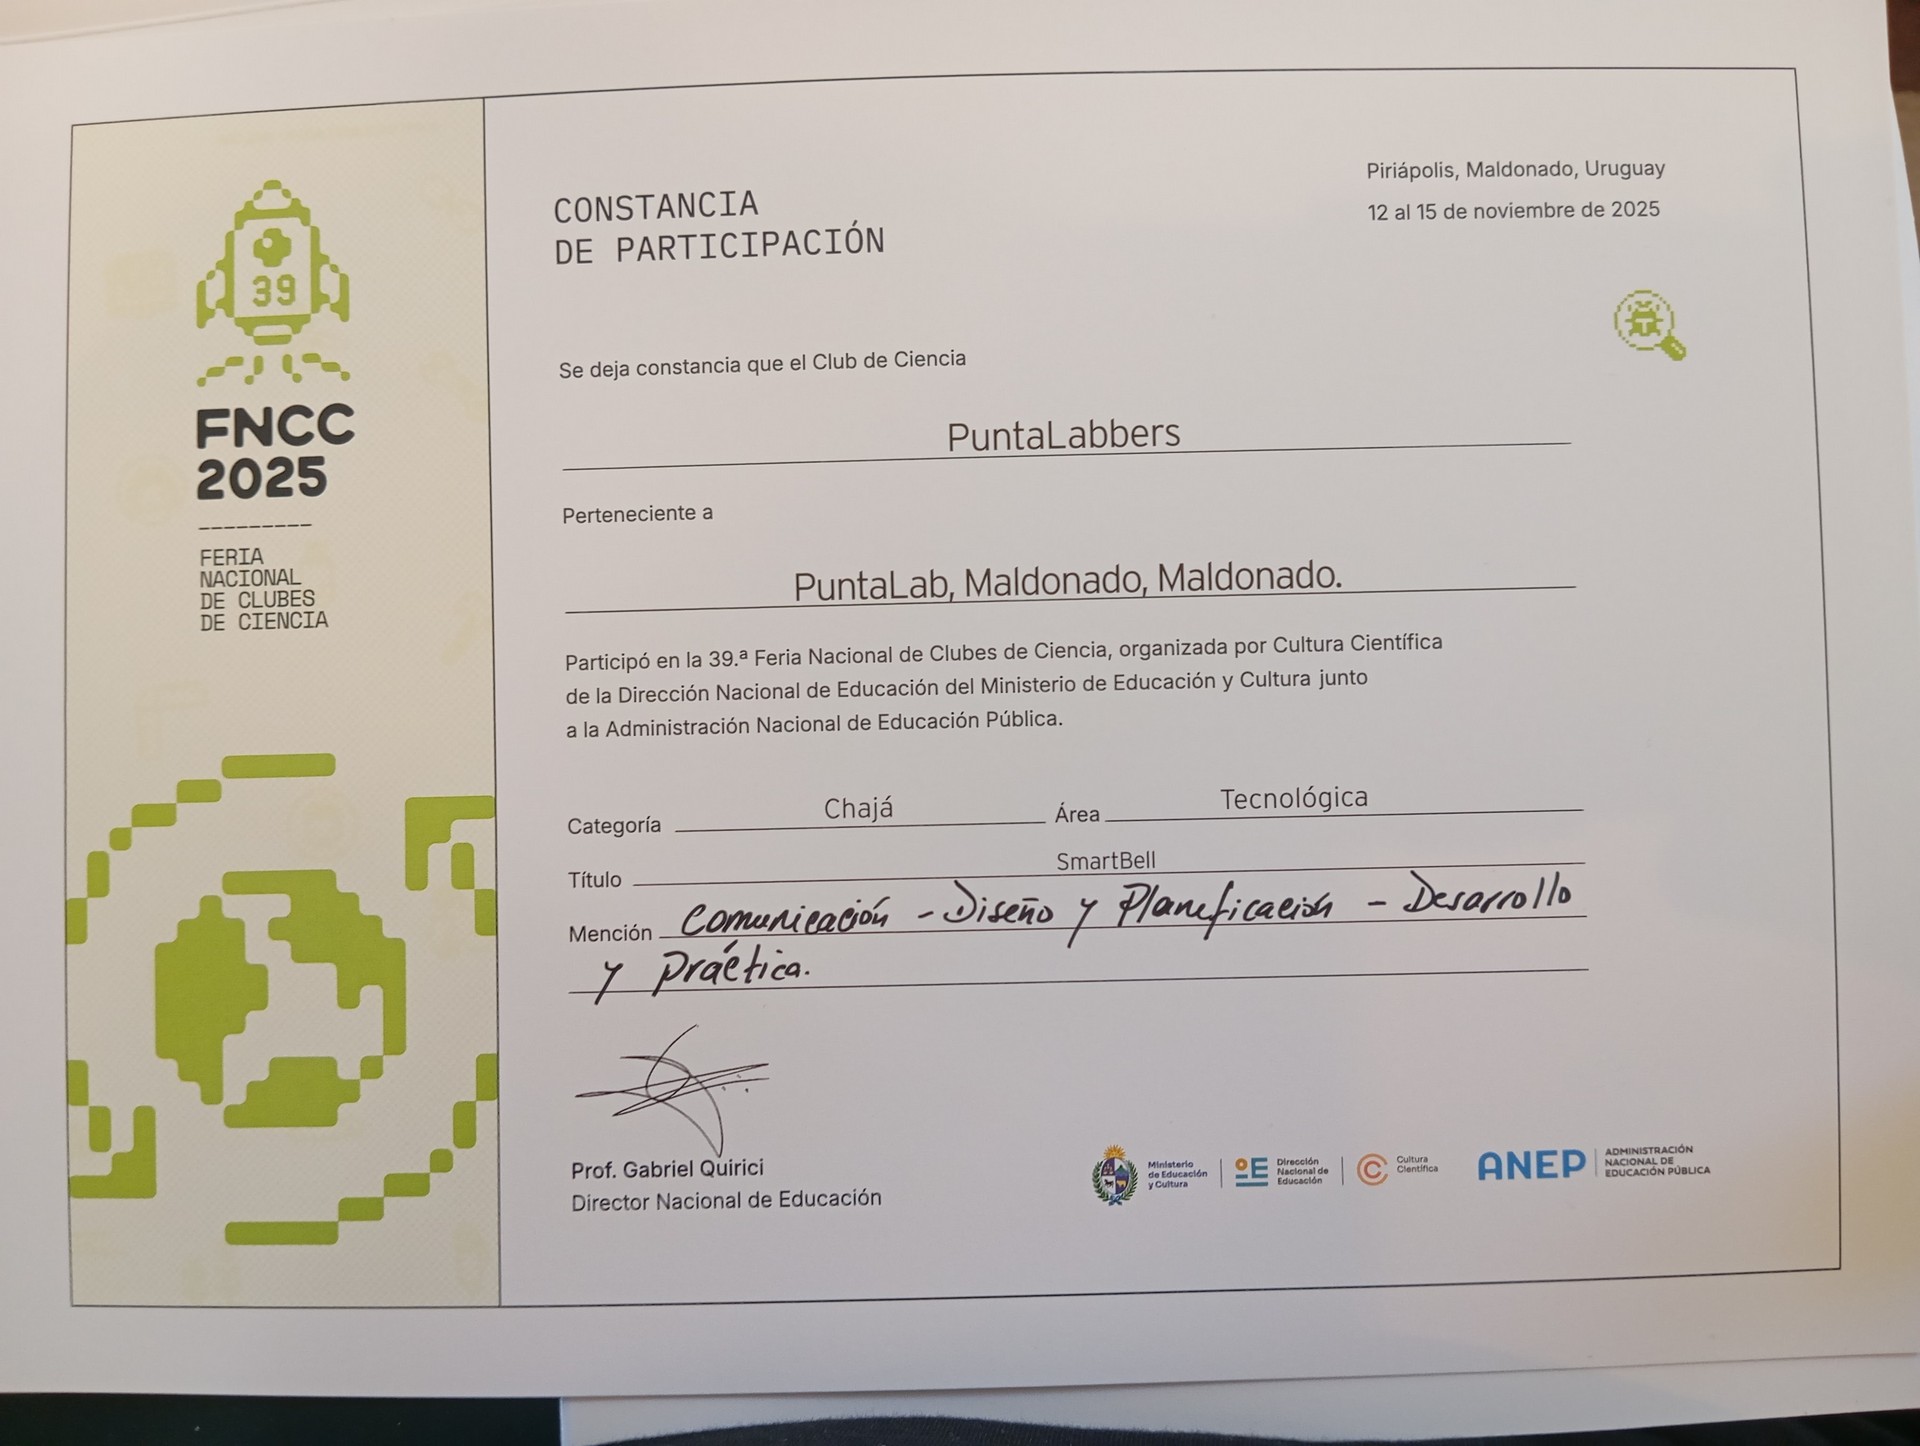 39
FNCC
2025
FERIA
NACIONAL
DE CLUBES
DE CIENCIA
CONSTANCIA
DE PARTICIPACIÓN
Piriápolis, Maldonado, Uruguay
12 al 15 de noviembre de 2025
Se deja constancia que el Club de Ciencia
PuntaLabbers
Perteneciente a
PuntaLab, Maldonado, Maldonado.
Participó en la 39.ª Feria Nacional de Clubes de Ciencia, organizada por Cultura Científica
de la Dirección Nacional de Educación del Ministerio de Educación y Cultura junto
a la Administración Nacional de Educación Pública.
Categoría Chajá Área Tecnológica
Título SmartBell
Mención Comunicación - Diseño y Planificación - Desarrollo
y Práctica.
Prof. Gabriel Quirici
Director Nacional de Educación
Ministerio
de Educación
y Cultura
Dirección
Nacional de
Educación
Cultura
Científica
ANEP
ADMINISTRACIÓN
NACIONAL DE
EDUCACIÓN PÚBLICA